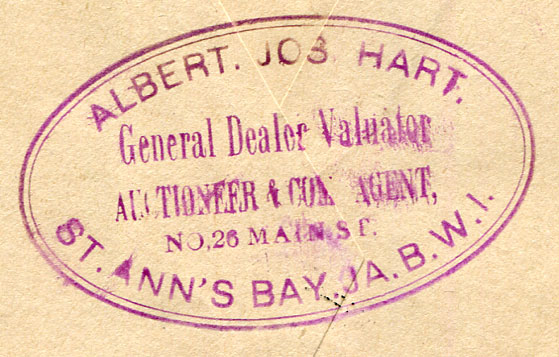 ALBERT. JOS HART.
General Dealer Valuator
AUCTIONEER & COM AGENT,
NO, 26 MAIN ST.
ST. ANN'S BAY JA. B.W.I.